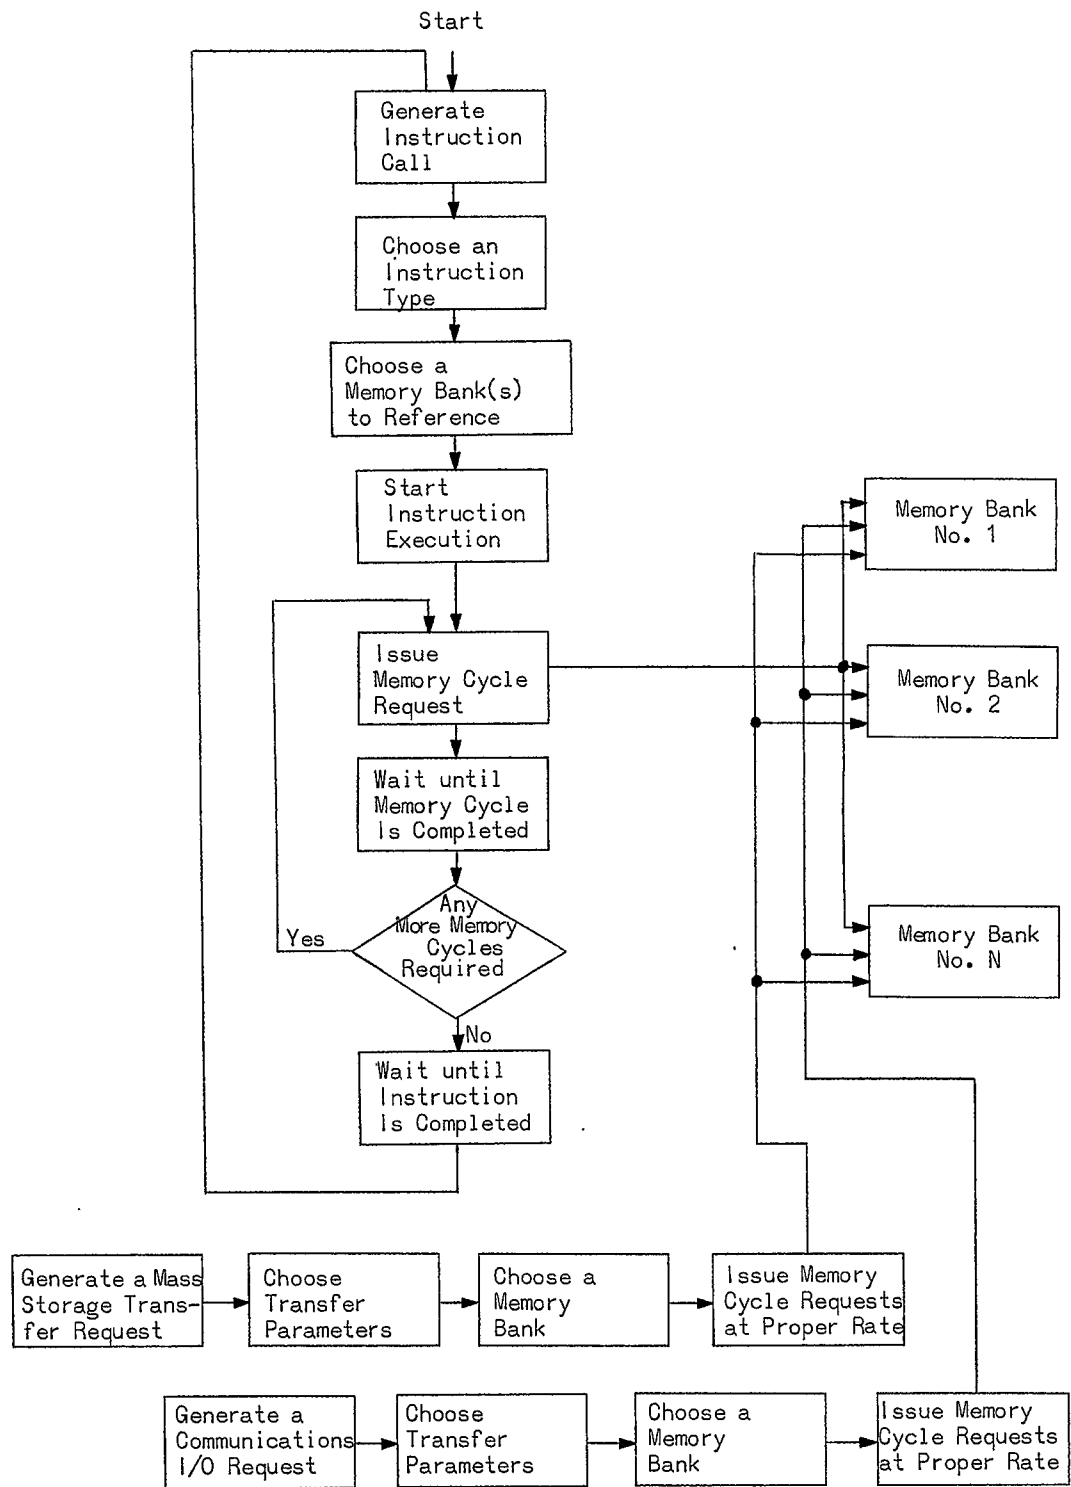 Start
Generate
Instruction
Call
Choose an
Instruction
Type
Choose a
Memory Bank(s)
to Reference
Start
Instruction
Execution
Memory Bank
No. 1
Issue
Memory Cycle
Request
Memory Bank
No. 2
Wait until
Memory Cycle
Is Completed
Any
More Memory
Cycles
Required
Yes
No
Memory Bank
No. N
Wait until
Instruction
Is Completed
Generate a Mass
Storage Trans-
fer Request
Choose
Transfer
Parameters
Choose a
Memory
Bank
Issue Memory
Cycle Requests
at Proper Rate
Generate a
Communications
I/O Request
Choose
Transfer
Parameters
Choose a
Memory
Bank
Issue Memory
Cycle Requests
at Proper Rate